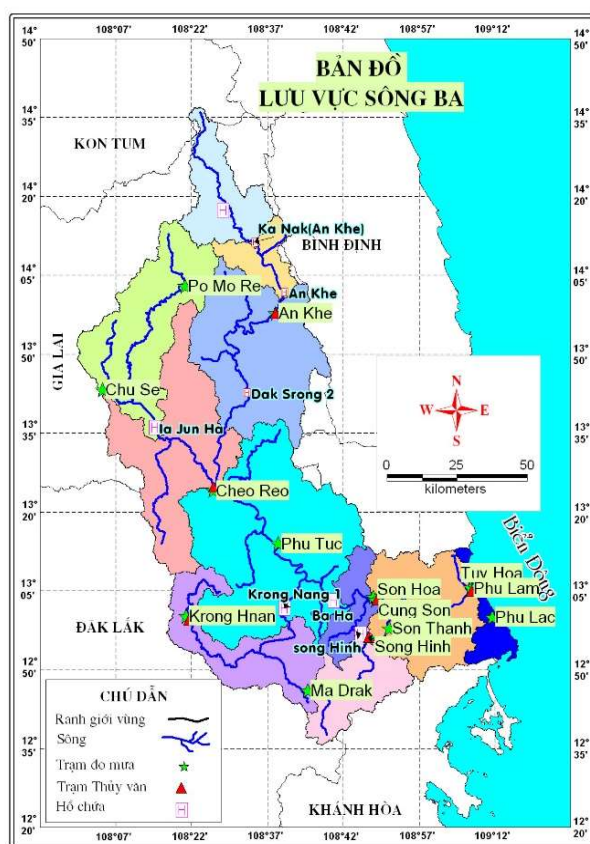 108°07' 108°22' 108°37' 108°42' 108°57' 109°12'
14° 50'
14° 50'
BẢN ĐỒ
LƯU VỰC SÔNG BA
14° 35'
14° 35'
KON TUM
14° 20'
14° 20'
Ka Nak(An Khe)
BÌNH ĐỊNH
14° 05'
14° 05'
Po Mo Re
An Khe
An Khe
13° 50'
13° 50'
GIA LAI
N
W E
S
Chu Se
Dak Srong 2
Ia Jun Hạ
13° 35'
13° 35'
0 25 50
kilometers
Cheo Reo
13° 20'
13° 20'
Biển Đông
Phu Tuc
13° 05'
13° 05'
Tuy Hoa
Krong Nang 1
Son Hoa
Phu Lam
Ba Hạ
Cung Son
Krong Hnan
Phu Lac
ĐĂK LẮK
Son Thanh
song Hinh
Song Hinh
12° 50'
12° 50'
Ma Drak
CHÚ DẪN
Ranh giới vùng
Sông
12° 35'
12° 35'
Trạm đo mưa
Trạm Thủy văn
Hồ chứa
KHÁNH HÒA
12° 20'
12° 20'
108°07' 108°22' 108°37' 108°42' 108°57' 109°12'